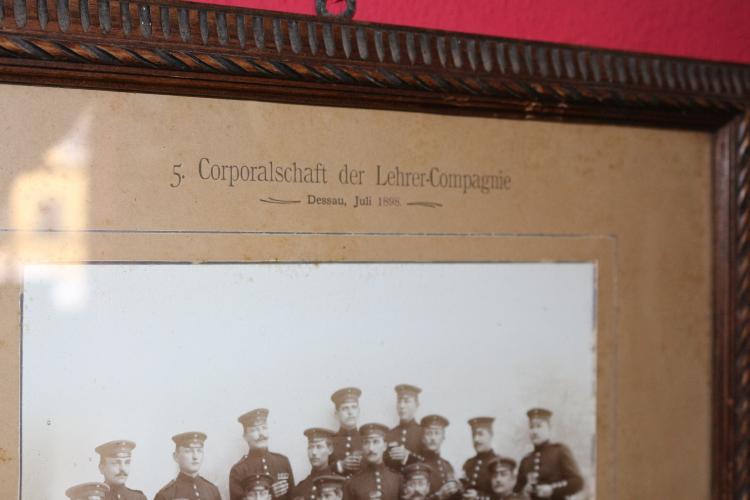 5. Corporalschaft der Lehrer-Compagnie
Dessau, Juli 1898.